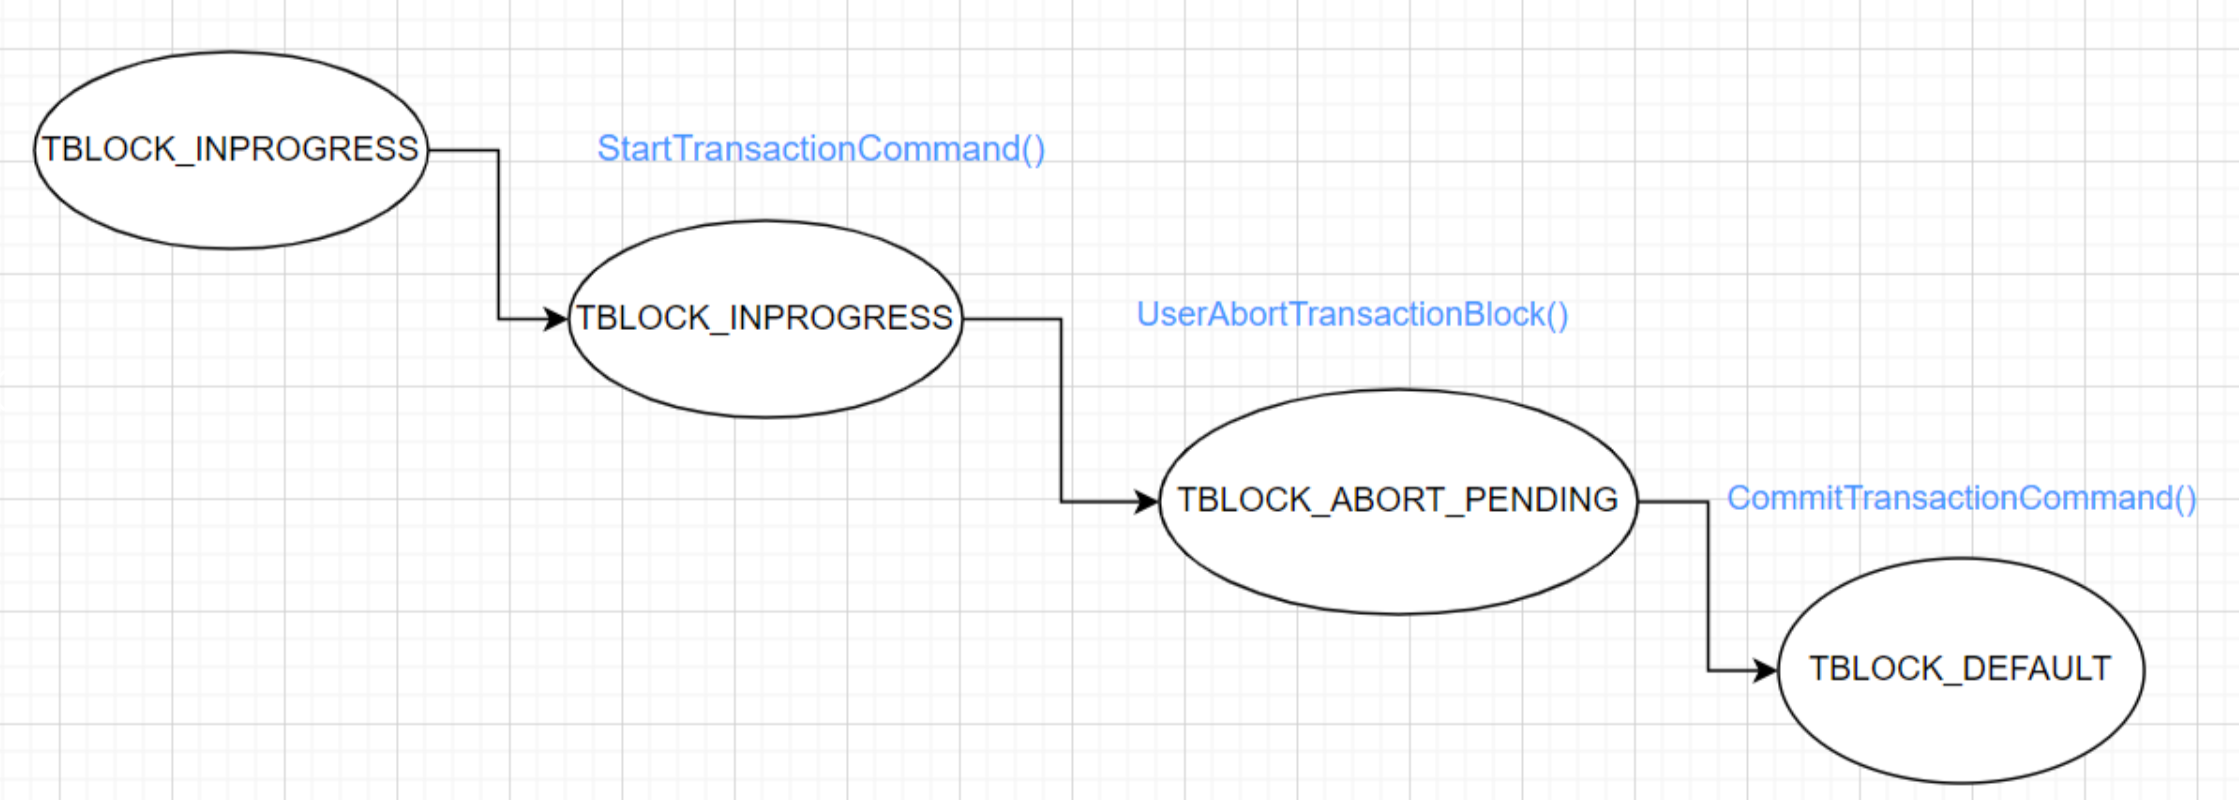 TBLOCK_INPROGRESS
StartTransactionCommand()
TBLOCK_INPROGRESS
UserAbortTransactionBlock()
TBLOCK_ABORT_PENDING
CommitTransactionCommand()
TBLOCK_DEFAULT